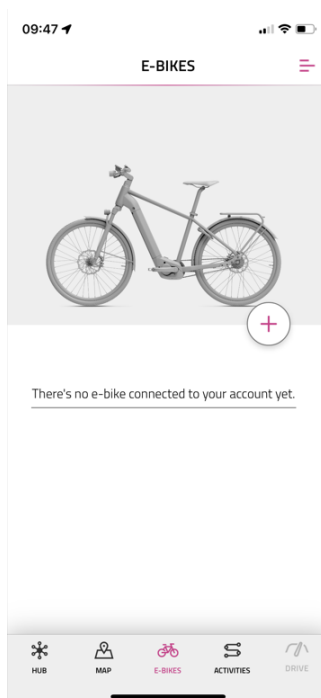 09:47
E-BIKES
There's no e-bike connected to your account yet.
HUB MAP E-BIKES ACTIVITIES DRIVE